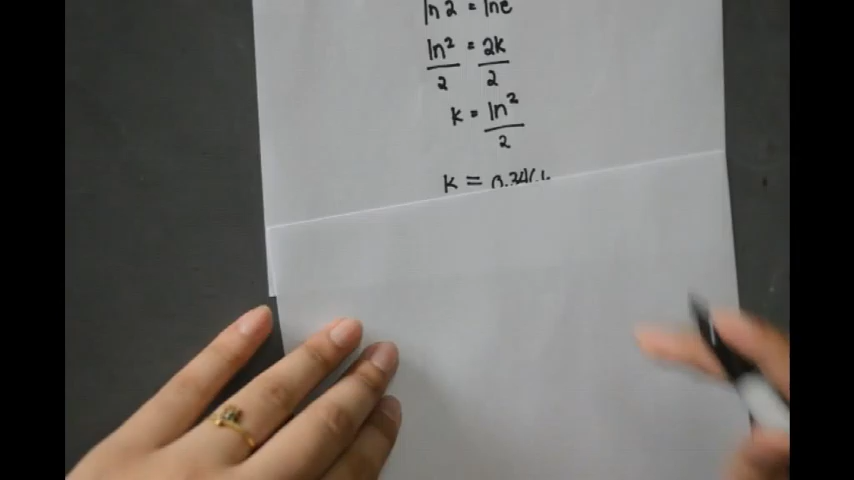 ln 2 = lne
ln2 = 2k
2 2
k = ln2
2
k =